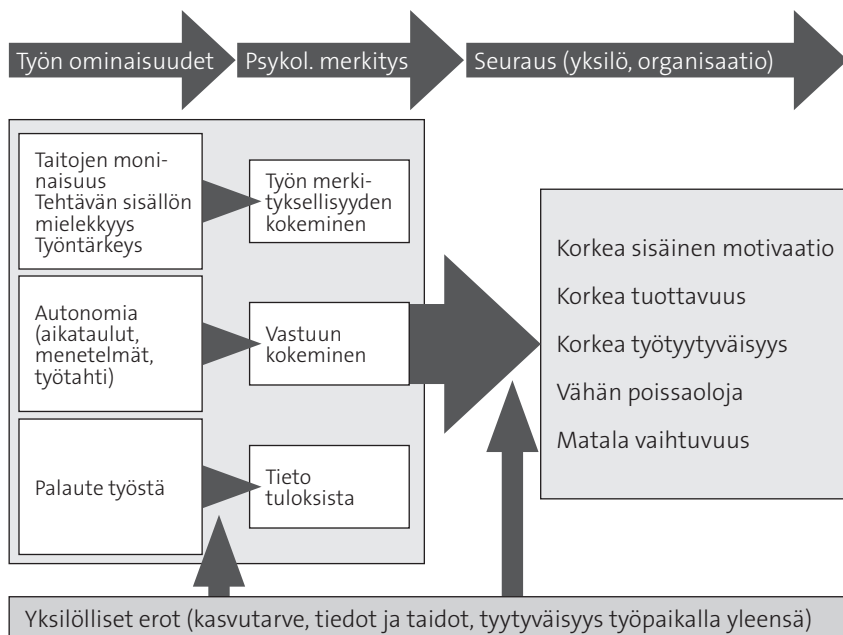 Työn ominaisuudet
Psykol. merkitys
Seuraus (yksilö, organisaatio)
Taitojen moni-
naisuus
Tehtävän sisällön
mielekkyys
Työntärkeys
Työn merki-
tyksellisyyden
kokeminen
Autonomia
(aikataulut,
menetelmät,
työtahti)
Vastuun
kokeminen
Palaute työstä
Tieto
tuloksista
Korkea sisäinen motivaatio
Korkea tuottavuus
Korkea työtyytyväisyys
Vähän poissaoloja
Matala vaihtuvuus
Yksilölliset erot (kasvutarve, tiedot ja taidot, tyytyväisyys työpaikalla yleensä)